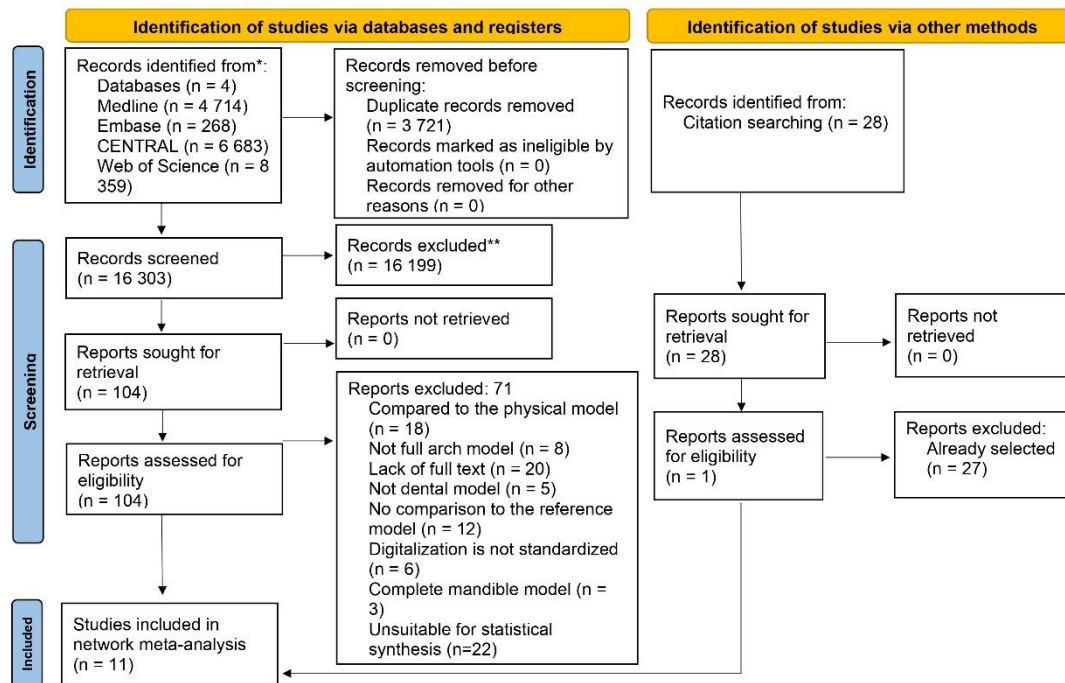 Identification of studies via databases and registers
Identification of studies via other methods
Identification
Records identified from*:
Databases (n = 4)
Medline (n = 4 714)
Embase (n = 268)
CENTRAL (n = 6 683)
Web of Science (n = 8
359)
Records removed before
screening:
Duplicate records removed
(n = 3 721)
Records marked as ineligible by
automation tools (n = 0)
Records removed for other
reasons (n = 0)
Records identified from:
Citation searching (n = 28)
Screening
Records screened
(n = 16 303)
Records excluded**
(n = 16 199)
Reports sought for
retrieval
(n = 104)
Reports not retrieved
(n = 0)
Reports sought for
retrieval
(n = 28)
Reports not
retrieved
(n = 0)
Reports assessed for
eligibility
(n = 104)
Reports excluded: 71
Compared to the physical model
(n = 18)
Not full arch model (n = 8)
Lack of full text (n = 20)
Not dental model (n = 5)
No comparison to the reference
model (n = 12)
Digitalization is not standardized
(n = 6)
Complete mandible model (n =
3)
Unsuitable for statistical
synthesis (n=22)
Reports assessed for eligibility
(n = 1)
Reports excluded:
Already selected
(n = 27)
Included
Studies included in
network meta-analysis
(n = 11)